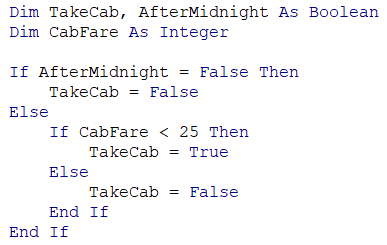 Dim TakeCab, AfterMidnight As Boolean
Dim CabFare As Integer

If AfterMidnight = False Then
    TakeCab = False
Else
    If CabFare < 25 Then
        TakeCab = True
    Else
        TakeCab = False
    End If
End If